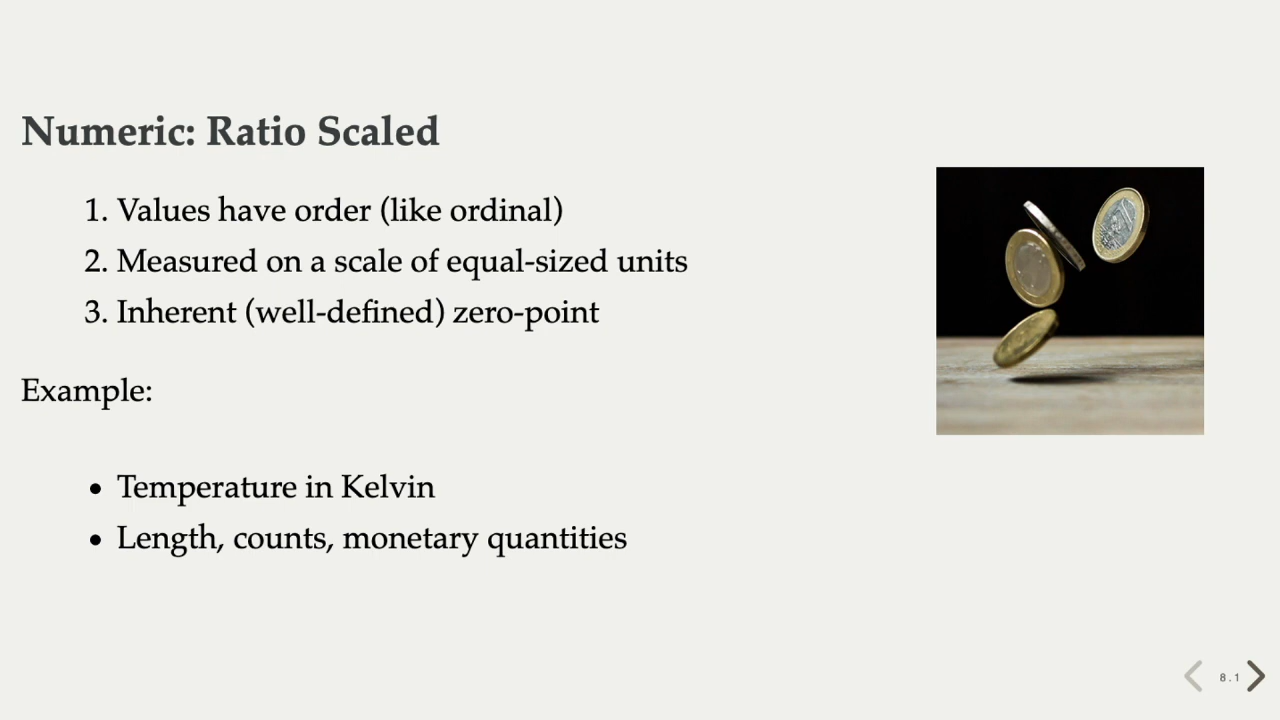 Numeric: Ratio Scaled
1. Values have order (like ordinal)
2. Measured on a scale of equal-sized units
3. Inherent (well-defined) zero-point
Example:
• Temperature in Kelvin
• Length, counts, monetary quantities
8.1